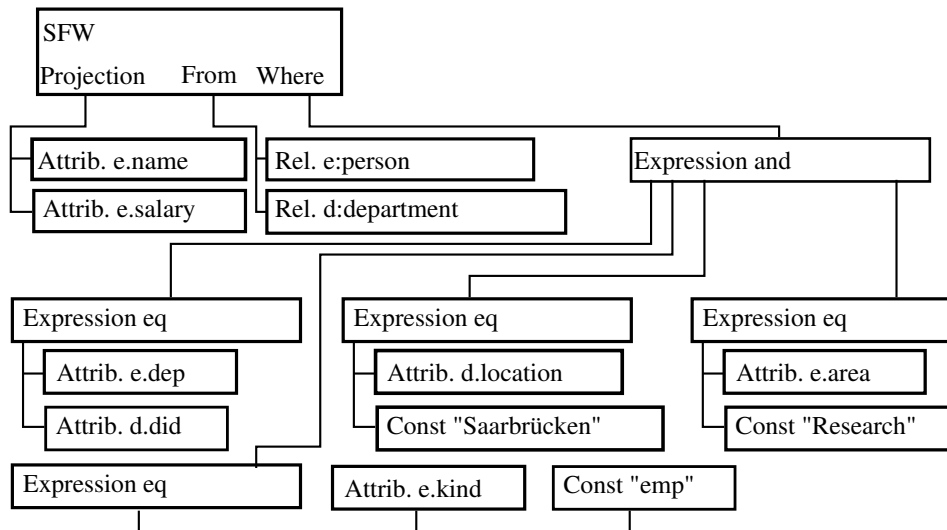 SFW
Projection From Where
Attrib. e.name
Rel. e:person
Expression and
Attrib. e.salary
Rel. d:department
Expression eq
Expression eq
Expression eq
Attrib. e.dep
Attrib. d.location
Attrib. e.area
Attrib. d.did
Const "Saarbrücken"
Const "Research"
Expression eq
Attrib. e.kind
Const "emp"